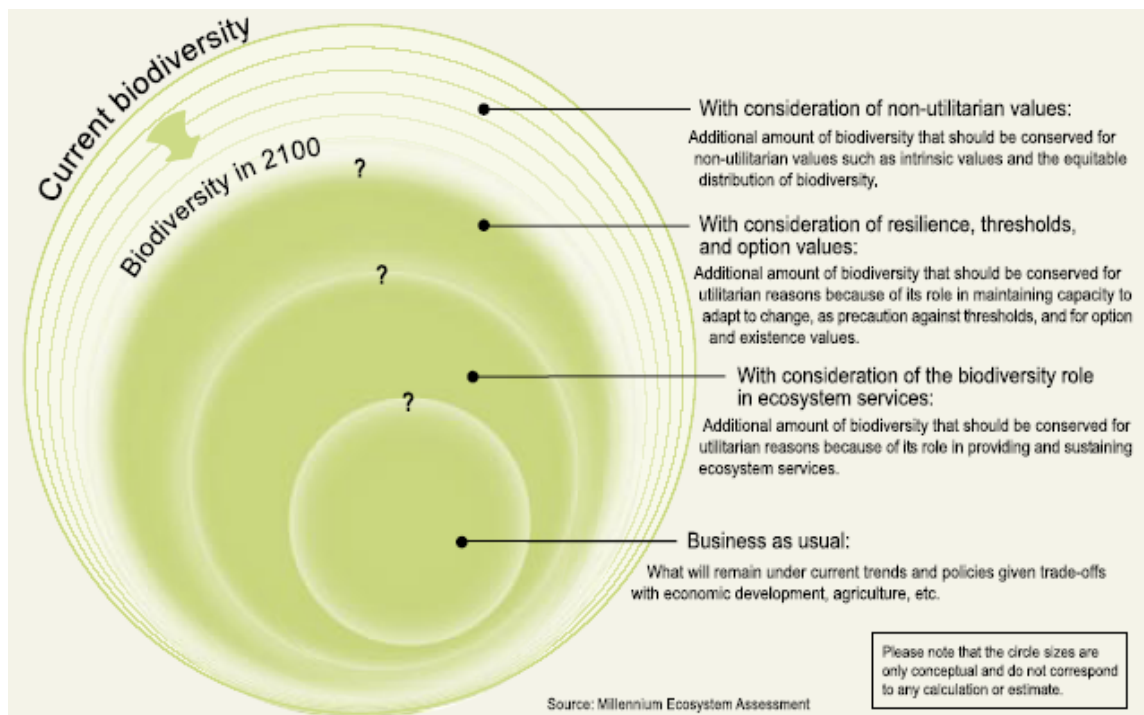 Current biodiversity
Biodiversity in 2100
?
?
?
With consideration of non-utilitarian values:
Additional amount of biodiversity that should be conserved for
non-utilitarian values such as intrinsic values and the equitable
distribution of biodiversity,
With consideration of resilience, thresholds,
and option values:
Additional amount of biodiversity that should be conserved for
utilitarian reasons because of its role in maintaining capacity to
adapt to change, as precaution against thresholds, and for option
and existence values.
With consideration of the biodiversity role
in ecosystem services:
Additional amount of biodiversity that should be conserved for
utilitarian reasons because of its role in providing and sustaining
ecosystem services.
Business as usual:
What will remain under current trends and policies given trade-offs
with economic development, agriculture, etc.
Please note that the circle sizes are
only conceptual and do not correspond
to any calculation or estimate.
Source: Millennium Ecosystem Assessment